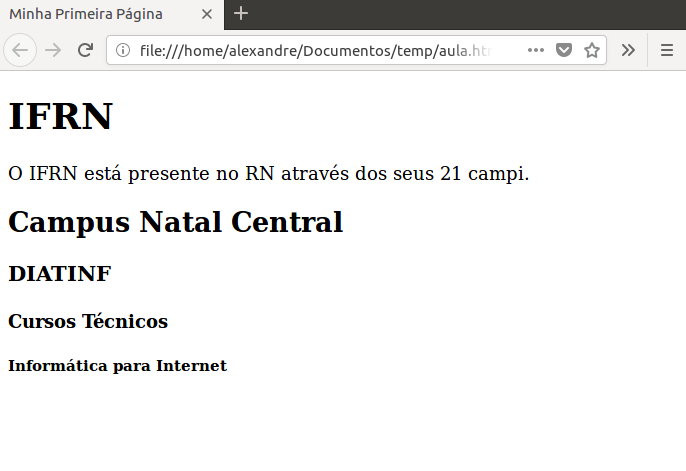 Minha Primeira Página
file:///home/alexandre/Documentos/temp/aula.ht
IFRN
O IFRN está presente no RN através dos seus 21 campi.
Campus Natal Central
DIATINF
Cursos Técnicos
Informática para Internet